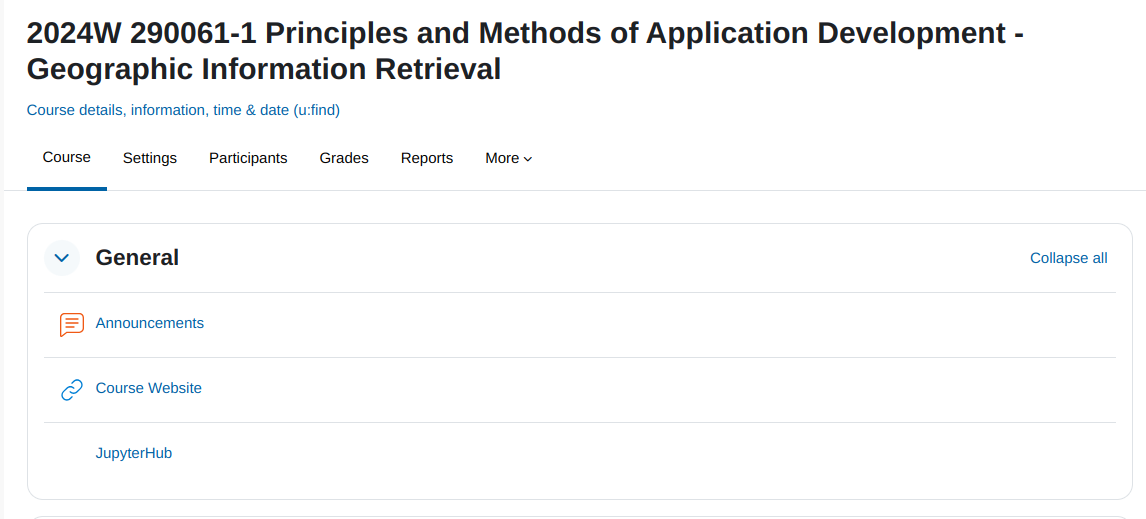 2024W 290061-1 Principles and Methods of Application Development -
Geographic Information Retrieval
Course details, information, time & date (u:find)
Course Settings Participants Grades Reports More
General Collapse all
Announcements
Course Website
JupyterHub